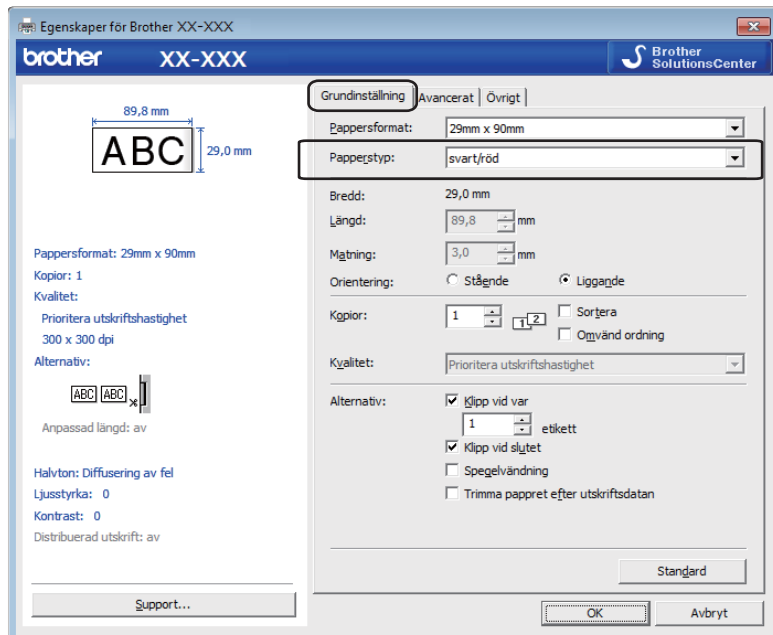 Egenskaper för Brother XX-XXX
brother XX-XXX
Brother
SolutionsCenter
89,8 mm
ABC
29,0 mm
Pappersformat: 29mm x 90mm
Kopior: 1
Kvalitet:
Prioritera utskriftshastighet
300 x 300 dpi
Alternativ:
ABC ABC
Anpassad längd: av
Halvton: Diffusering av fel
Ljusstyrka: 0
Kontrast: 0
Distribuerad utskrift: av
Support...
Grundinställning Avancerat Övrigt
Pappersformat: 29mm x 90mm
Papperstyp: svart/röd
Bredd: 29,0 mm
Längd: 89,8 mm
Matning: 3,0 mm
Orientering: Stående Liggande
Kopior: 1 1 2 Sortera
Omvänd ordning
Kvalitet: Prioritera utskriftshastighet
Alternativ: Klipp vid var
1 etikett
Klipp vid slutet
Spegelvändning
Trimma pappret efter utskriftsdatan
Standard
OK Avbryt